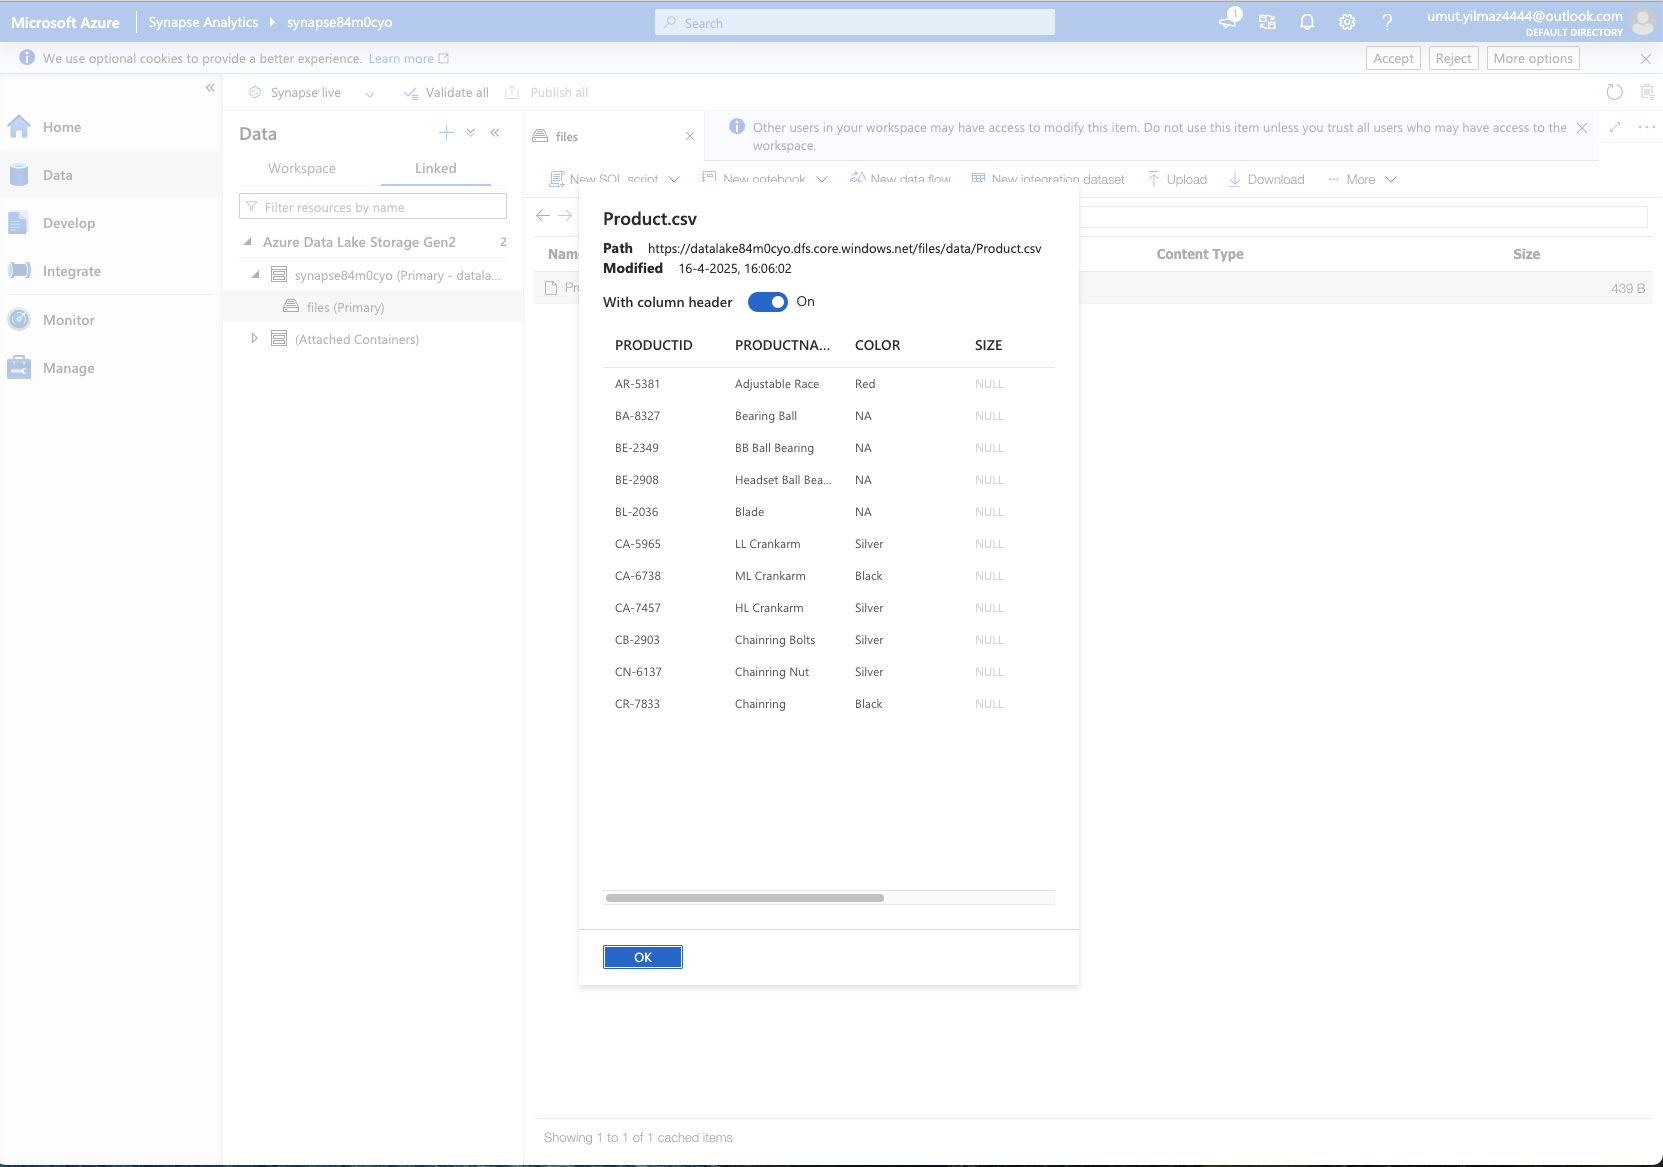 Microsoft Azure
Synapse Analytics
synapse84m0cyo
Search
1
umut.yilmaz4444@outlook.com
DEFAULT DIRECTORY
We use optional cookies to provide a better experience. Learn more
Accept
Reject
More options
Synapse live
Validate all
Publish all
Home
Data
Develop
Integrate
Monitor
Manage
Data
Workspace
Linked
Filter resources by name
Azure Data Lake Storage Gen2 2
synapse84m0cyo (Primary - datala...
files (Primary)
(Attached Containers)
files
Other users in your workspace may have access to modify this item. Do not use this item unless you trust all users who may have access to the
workspace.
New SQL script
New notebook
New data flow
New integration dataset
Upload
Download
More
Content Type
Size
439 B
Product.csv
Path https://datalake84m0cyo.dfs.core.windows.net/files/data/Product.csv
Modified 16-4-2025, 16:06:02
With column header On
PRODUCTID PRODUCTNA... COLOR SIZE
AR-5381 Adjustable Race Red NULL
BA-8327 Bearing Ball NA NULL
BE-2349 BB Ball Bearing NA NULL
BE-2908 Headset Ball Bea... NA NULL
BL-2036 Blade NA NULL
CA-5965 LL Crankarm Silver NULL
CA-6738 ML Crankarm Black NULL
CA-7457 HL Crankarm Silver NULL
CB-2903 Chainring Bolts Silver NULL
CN-6137 Chainring Nut Silver NULL
CR-7833 Chainring Black NULL
OK
Showing 1 to 1 of 1 cached items